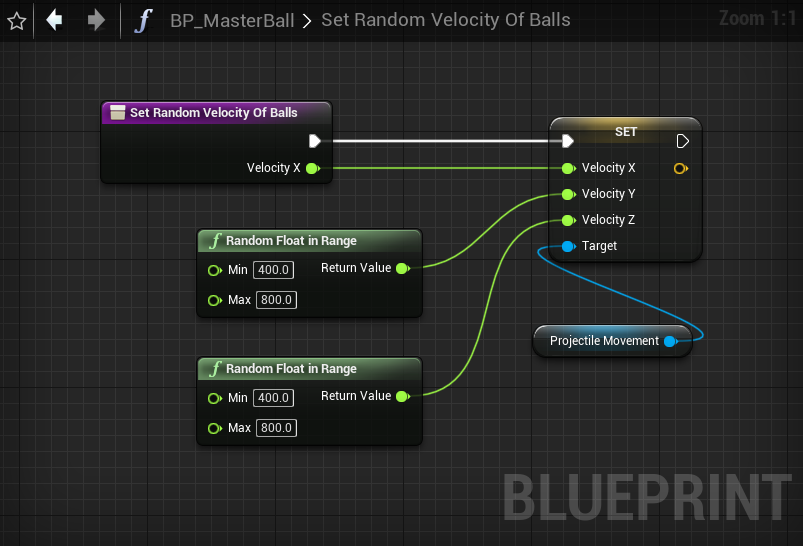 BP_MasterBall > Set Random Velocity Of Balls
Zoom 1:1
Set Random Velocity Of Balls
Velocity X
SET
Velocity X
Velocity Y
Velocity Z
Target
f Random Float in Range
Min 400.0 Return Value
Max 800.0
Projectile Movement
f Random Float in Range
Min 400.0 Return Value
Max 800.0
BLUEPRINT